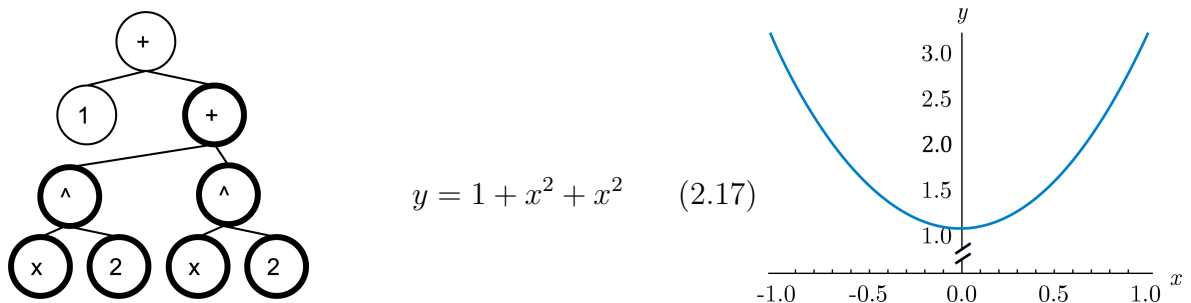 +
1 +
^ ^
x 2 x 2
y = 1 + x² + x² (2.17)
y
3.0
2.5
2.0
1.5
1.0
-1.0 -0.5 0.0 0.5 1.0 x